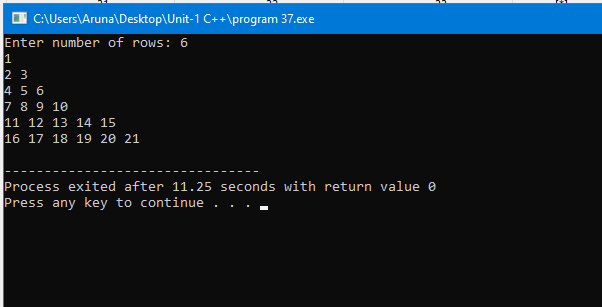 C:\Users\Aruna\Desktop\Unit-1 C++\program 37.exe
Enter number of rows: 6
1
2 3
4 5 6
7 8 9 10
11 12 13 14 15
16 17 18 19 20 21
--------------------------------
Process exited after 11.25 seconds with return value 0
Press any key to continue . . .